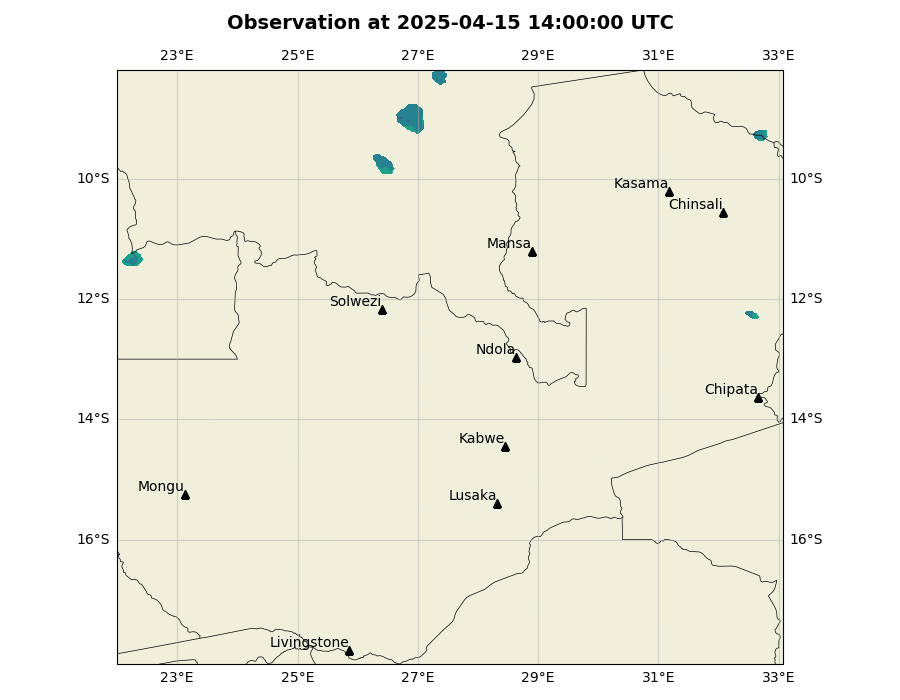 Observation at 2025-04-15 14:00:00 UTC
23°E 25°E 27°E 29°E 31°E 33°E
10°S 10°S
Kasama
Chinsali
Mansa
12°S 12°S
Solwezi
Ndola
Chipata
14°S 14°S
Kabwe
Mongu
Lusaka
16°S 16°S
Livingstone
23°E 25°E 27°E 29°E 31°E 33°E